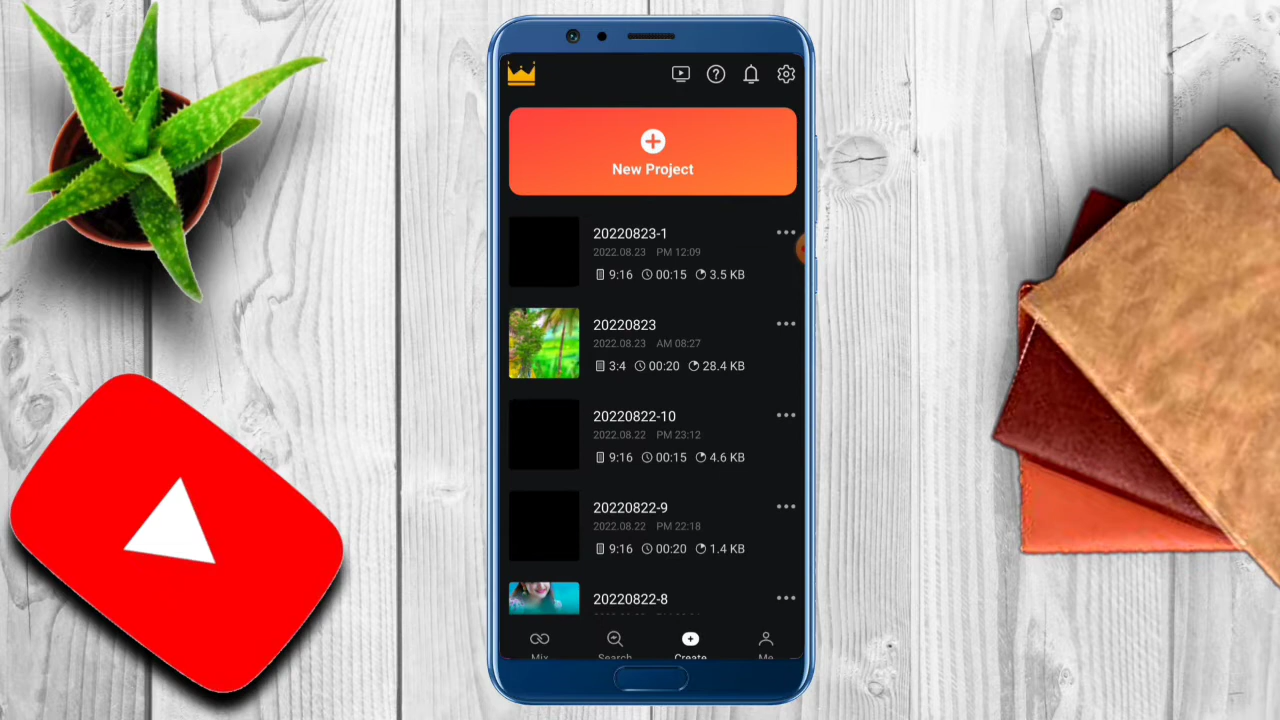 New Project
20220823-1
2022.08.23 PM 12:09
9:16 00:15 3.5 KB
20220823
2022.08.23 AM 08:27
3:4 00:20 28.4 KB
20220822-10
2022.08.22 PM 23:12
9:16 00:15 4.6 KB
20220822-9
2022.08.22 PM 22:18
9:16 00:20 1.4 KB
20220822-8
Mix Search Create Me